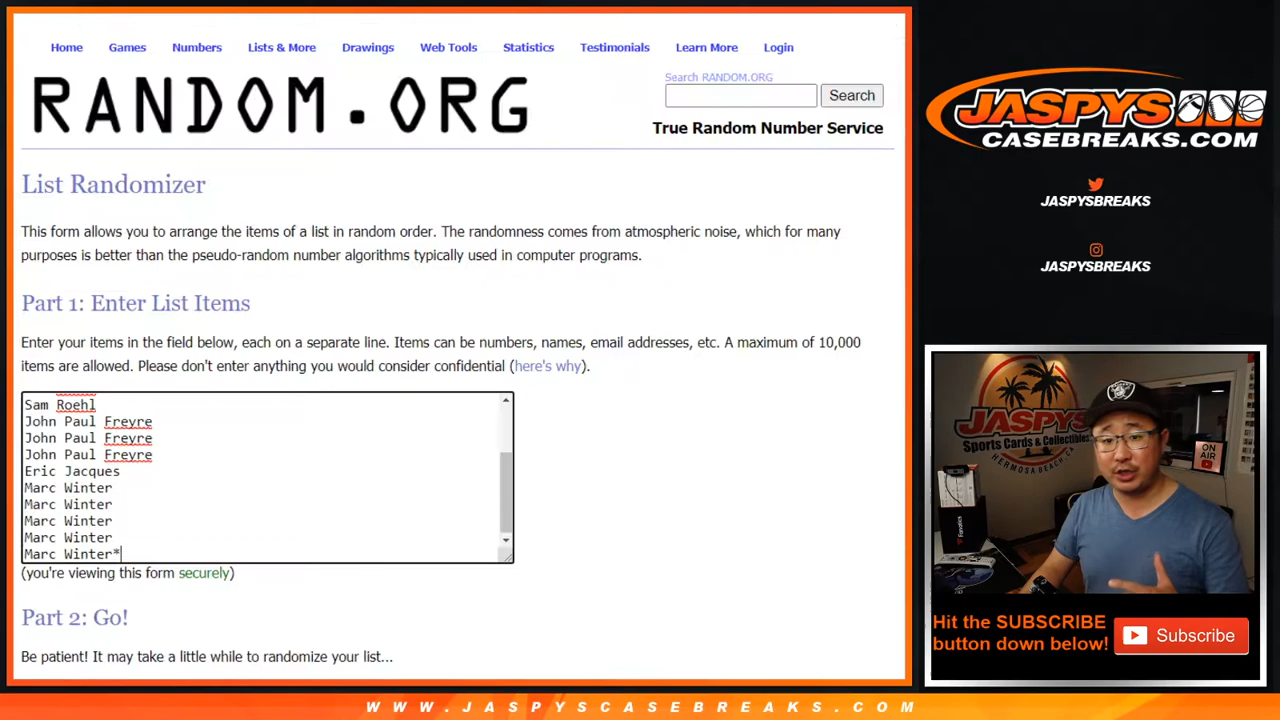 Home Games Numbers Lists & More Drawings Web Tools Statistics Testimonials Learn More Login
RANDOM.ORG
Search RANDOM.ORG
Search
True Random Number Service
List Randomizer
This form allows you to arrange the items of a list in random order. The randomness comes from atmospheric noise, which for many
purposes is better than the pseudo-random number algorithms typically used in computer programs.
Part 1: Enter List Items
Enter your items in the field below, each on a separate line. Items can be numbers, names, email addresses, etc. A maximum of 10,000
items are allowed. Please don't enter anything you would consider confidential (here's why).
Sam Roehl
John Paul Freyre
John Paul Freyre
John Paul Freyre
Eric Jacques
Marc Winter
Marc Winter
Marc Winter
Marc Winter
Marc Winter*
(you're viewing this form securely)
Part 2: Go!
Be patient! It may take a little while to randomize your list...
JASPYS
CASEBREAKS.COM
JASPYSBREAKS
JASPYSBREAKS
JASPYS
Sports Cards & Collectibles
HERMOSA BEACH, CA
ON
AIR
Fanatics
Hit the SUBSCRIBE
button down below!
Subscribe
WWW.JASPYSCASEBREAKS.COM